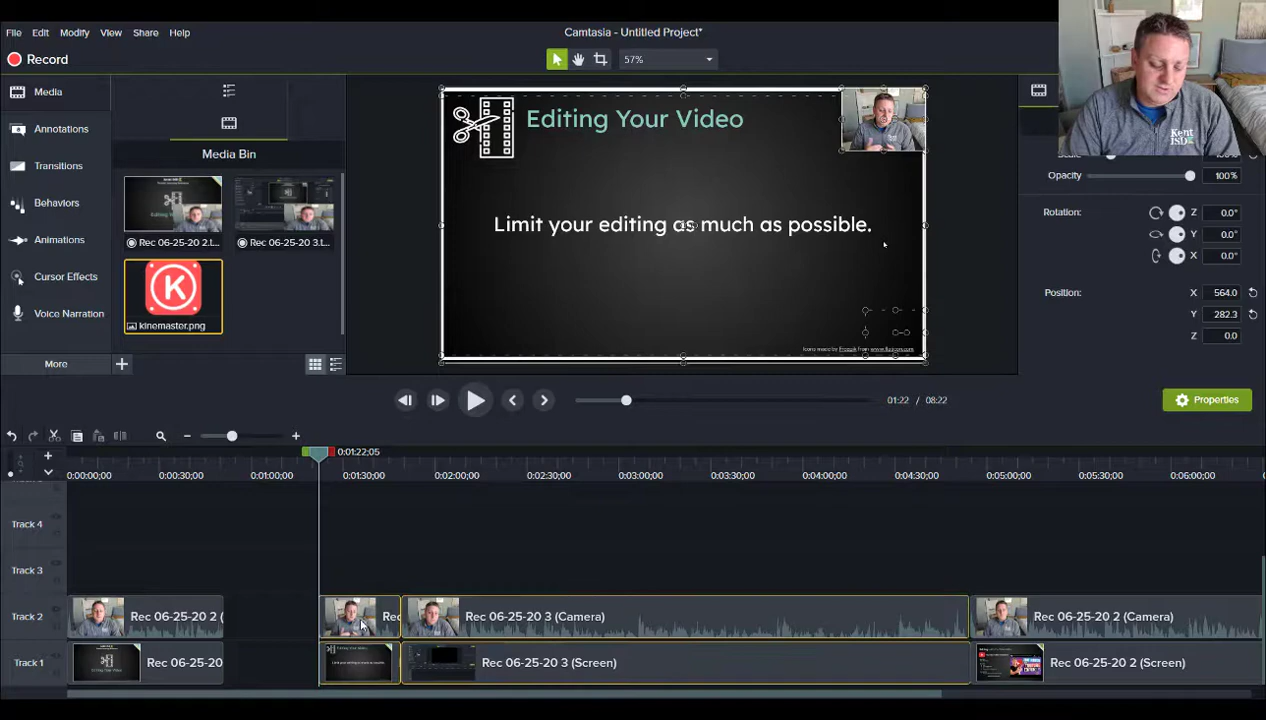 File Edit Modify View Share Help
Camtasia - Untitled Project*
Record
57%
Media
Annotations
Transitions
Behaviors
Animations
Cursor Effects
Voice Narration
More
Media Bin
Rec 06-25-20 2.t...
Rec 06-25-20 3.t...
kinemaster.png
Editing Your Video
Limit your editing as much as possible.
Icons made by Freepik from www.flaticon.com
Kent
ISD
Scale 100%
Opacity 100%
Rotation: Z 0.0°
Y 0.0°
X 0.0°
Position: X 564.0
Y 282.3
Z 0.0
01:22 / 08:22
Properties
0:01:22;05
0:00:00;00 0:00:30;00 0:01:00;00 0:01:30;00 0:02:00;00 0:02:30;00 0:03:00;00 0:03:30;00 0:04:00;00 0:04:30;00 0:05:00;00 0:05:30;00 0:06:00;00
Track 4
Track 3
Track 2
Rec 06-25-20 2 (
Rec
Rec 06-25-20 3 (Camera)
Rec 06-25-20 2 (Camera)
Track 1
Rec 06-25-20
Rec 06-25-20 3 (Screen)
Rec 06-25-20 2 (Screen)